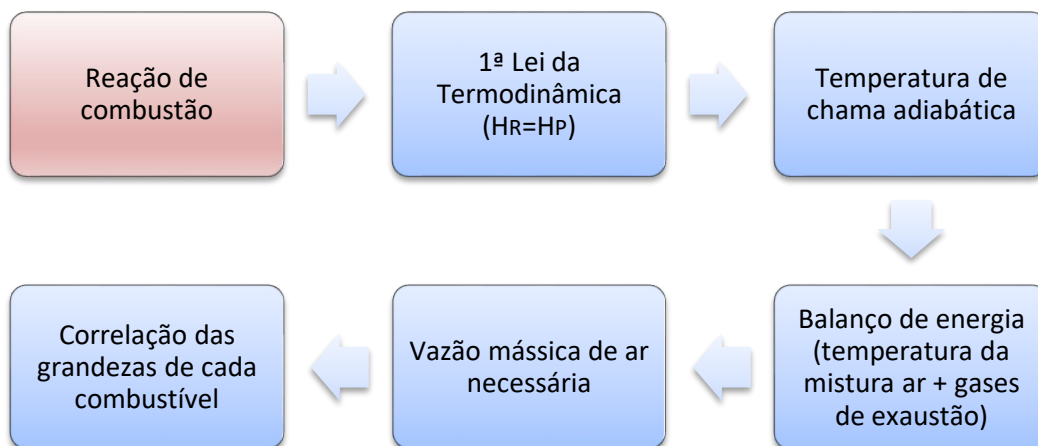 Reação de
combustão
1ª Lei da
Termodinâmica
(HR=HP)
Temperatura de
chama adiabática
Balanço de energia
(temperatura da
mistura ar + gases
de exaustão)
Vazão mássica de ar
necessária
Correlação das
grandezas de cada
combustível